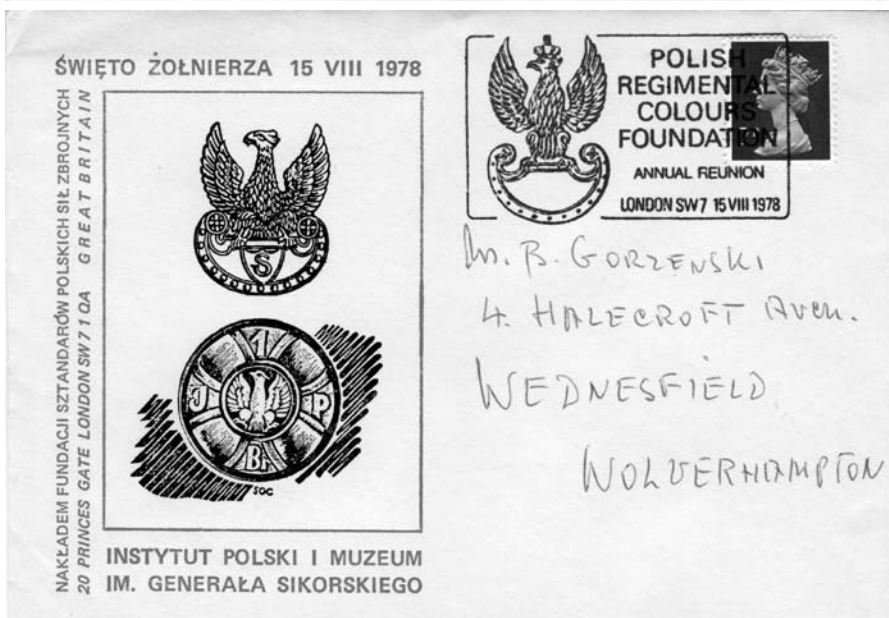 ŚWIĘTO ŻOŁNIERZA 15 VIII 1978
NAKŁADEM FUNDACJI SZTANDARÓW POLSKICH SIŁ ZBROJNYCH
20 PRINCES GATE LONDON SW7 1QA GREAT BRITAIN
S
1
J P
BA
SOC
INSTYTUT POLSKI I MUZEUM
IM. GENERAŁA SIKORSKIEGO
POLISH
REGIMENTAL
COLOURS
FOUNDATION
ANNUAL REUNION
LONDON SW7 15 VIII 1978
B. GORZENSKI
4. HALECROFT
WEDNESFIELD
WOLVERHAMPTON